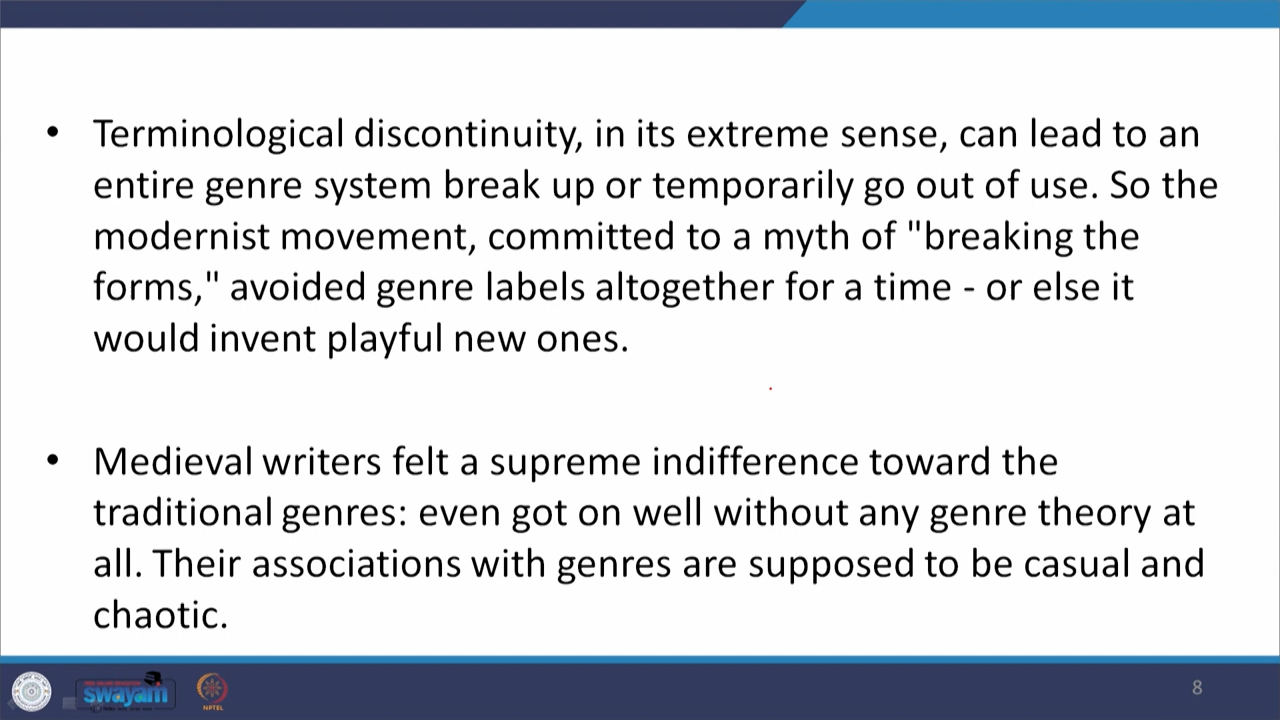 • Terminological discontinuity, in its extreme sense, can lead to an
entire genre system break up or temporarily go out of use. So the
modernist movement, committed to a myth of "breaking the
forms," avoided genre labels altogether for a time - or else it
would invent playful new ones.
• Medieval writers felt a supreme indifference toward the
traditional genres: even got on well without any genre theory at
all. Their associations with genres are supposed to be casual and
chaotic.
swayam
NPTEL
8